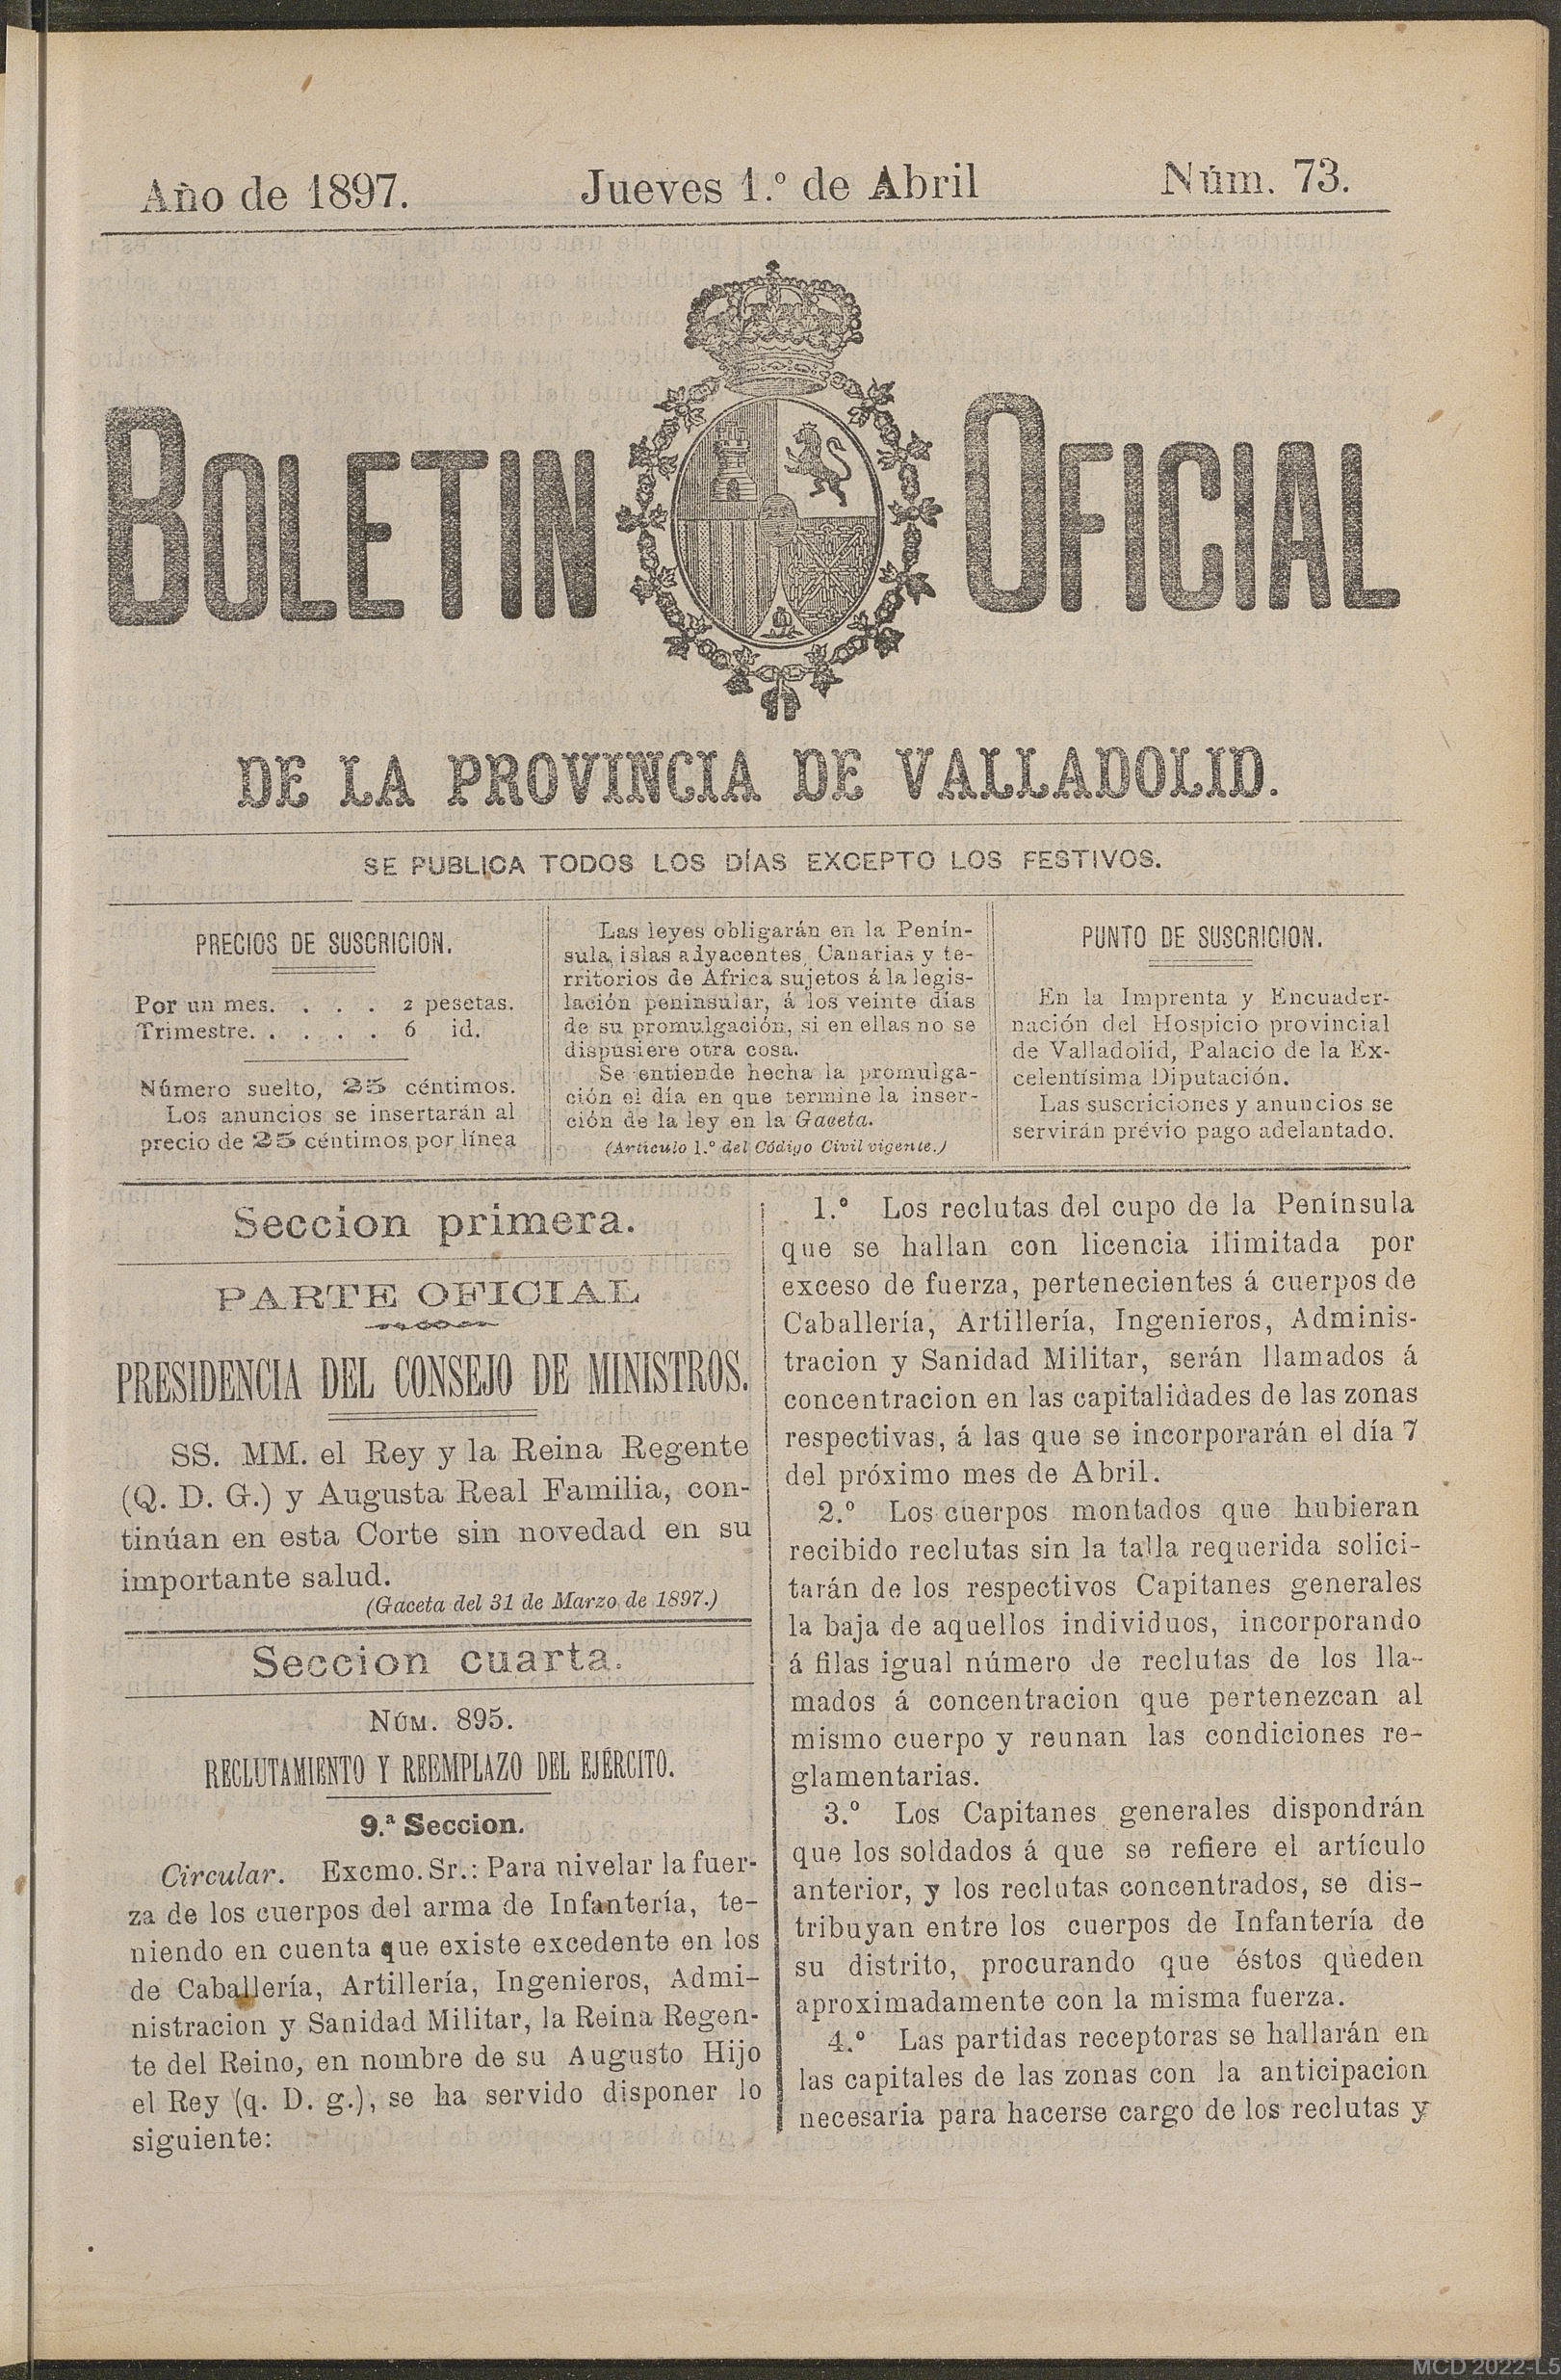 Año de 1897.
Jueves 1.º de Abril
Núm. 73.
BOLETIN OFICIAL
DE LA PROVINCIA DE VALLADOLID.
SE PUBLICA TODOS LOS DÍAS EXCEPTO LOS FESTIVOS.
PRECIOS DE SUSCRICION.
Por un mes. . . . 2 pesetas.
Trimestre. . . . . 6 id.
Número suelto, 25 céntimos.
Los anuncios se insertarán al
precio de 25 céntimos por línea
Las leyes obligarán en la Penín-
sula, islas adyacentes, Canarias y te-
rritorios de África sujetos á la legis-
lación peninsular, á los veinte días
de su promulgación, si en ellas no se
dispusiere otra cosa.
Se entiende hecha la promulga-
ción el día en que termine la inser-
ción de la ley en la Gaceta.
(Artículo 1.º del Código Civil vigente.)
PUNTO DE SUSCRICION.
En la Imprenta y Encuader-
nación del Hospicio provincial
de Valladolid, Palacio de la Ex-
celentísima Diputación.
Las suscriciones y anuncios se
servirán prévio pago adelantado.
Seccion primera.
PARTE OFICIAL
PRESIDENCIA DEL CONSEJO DE MINISTROS.
SS. MM. el Rey y la Reina Regente
(Q. D. G.) y Augusta Real Familia, con-
tinúan en esta Corte sin novedad en su
importante salud.
(Gaceta del 31 de Marzo de 1897.)
Seccion cuarta.
NÚM. 895.
RECLUTAMIENTO Y REEMPLAZO DEL EJÉRCITO.
9.ª Seccion.
Circular. Excmo. Sr.: Para nivelar la fuer-
za de los cuerpos del arma de Infantería, te-
niendo en cuenta que existe excedente en los
de Caballería, Artillería, Ingenieros, Admi-
nistracion y Sanidad Militar, la Reina Regen-
te del Reino, en nombre de su Augusto Hijo
el Rey (q. D. g.), se ha servido disponer lo
siguiente:
1.º Los reclutas del cupo de la Península
que se hallan con licencia ilimitada por
exceso de fuerza, pertenecientes á cuerpos de
Caballería, Artillería, Ingenieros, Adminis-
tracion y Sanidad Militar, serán llamados á
concentracion en las capitalidades de las zonas
respectivas, á las que se incorporarán el día 7
del próximo mes de Abril.
2.º Los cuerpos montados que hubieran
recibido reclutas sin la talla requerida solici-
tarán de los respectivos Capitanes generales
la baja de aquellos individuos, incorporando
á filas igual número de reclutas de los lla-
mados á concentracion que pertenezcan al
mismo cuerpo y reunan las condiciones re-
glamentarias.
3.º Los Capitanes generales dispondrán
que los soldados á que se refiere el artículo
anterior, y los reclutas concentrados, se dis-
tribuyan entre los cuerpos de Infantería de
su distrito, procurando que éstos queden
aproximadamente con la misma fuerza.
4.º Las partidas receptoras se hallarán en
las capitales de las zonas con la anticipacion
necesaria para hacerse cargo de los reclutas y
MCD 2022-L5